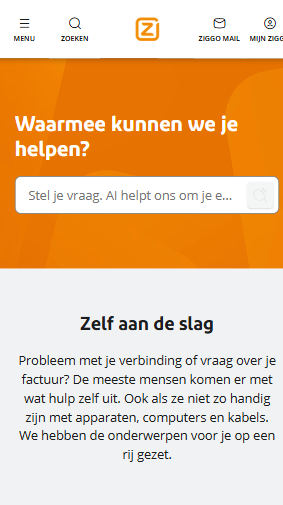 MENU
ZOEKEN
ZIGGO MAIL
MIJN ZIGG
Waarmee kunnen we je
helpen?
Stel je vraag. AI helpt ons om je e...
Zelf aan de slag
Probleem met je verbinding of vraag over je
factuur? De meeste mensen komen er met
wat hulp zelf uit. Ook als ze niet zo handig
zijn met apparaten, computers en kabels.
We hebben de onderwerpen voor je op een
rij gezet.